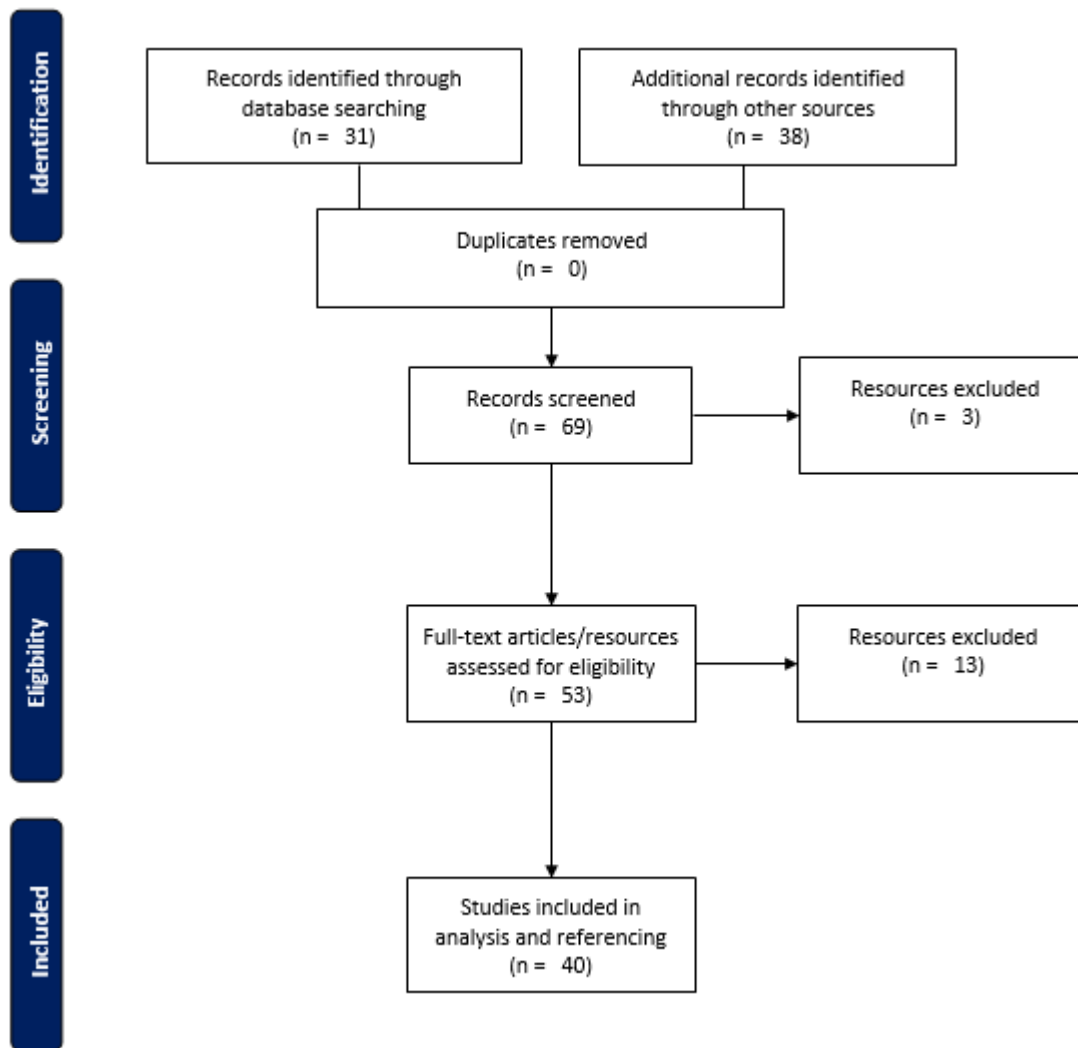 Identification
Records identified through
database searching
(n = 31)
Additional records identified
through other sources
(n = 38)
Duplicates removed
(n = 0)
Screening
Records screened
(n = 69)
Resources excluded
(n = 3)
Eligibility
Full-text articles/resources
assessed for eligibility
(n = 53)
Resources excluded
(n = 13)
Included
Studies included in
analysis and referencing
(n = 40)